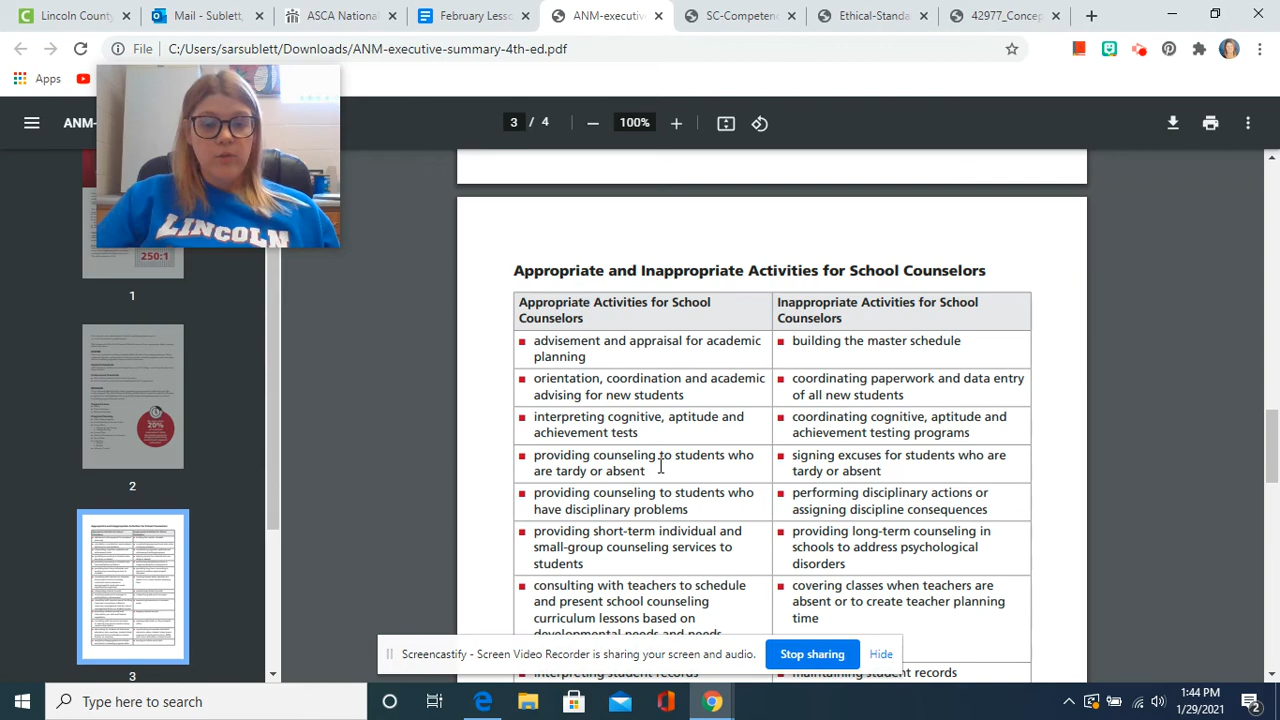 Lincoln County
Mail - Sublett,
ASCA National
February Less
ANM-executiv
SC-Competen
Ethical-Standa
42977_Concep
File
C:/Users/sarsublett/Downloads/ANM-executive-summary-4th-ed.pdf
Apps
ANM-
3 / 4
100%
LINCOLN
250:1
1
20%
2
3
Appropriate and Inappropriate Activities for School Counselors
Appropriate Activities for School
Counselors
Inappropriate Activities for School
Counselors
advisement and appraisal for academic
planning
building the master schedule
orientation, coordination and academic
advising for new students
coordinating paperwork and data entry
of all new students
interpreting cognitive, aptitude and
achievement tests
coordinating cognitive, aptitude and
achievement testing programs
providing counseling to students who
are tardy or absent
signing excuses for students who are
tardy or absent
providing counseling to students who
have disciplinary problems
performing disciplinary actions or
assigning discipline consequences
providing short-term individual and
small-group counseling services to
students
providing long-term counseling in
schools to address psychological
disorders
consulting with teachers to schedule
and present school counseling
curriculum lessons based on
developmental needs and needs
covering classes when teachers are
absent or to create teacher planning
time
interpreting student records
maintaining student records
Screencastify - Screen Video Recorder is sharing your screen and audio.
Stop sharing
Hide
Type here to search
1:44 PM
1/29/2021
2